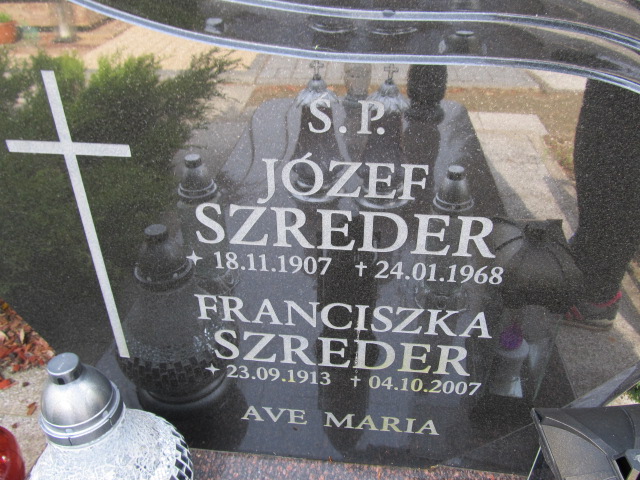 Ś. P.
JÓZEF
SZREDER
✦ 18.11.1907 ✝ 24.01.1968
FRANCISZKA
SZREDER
✦ 23.09.1913 ✝ 04.10.2007
AVE MARIA